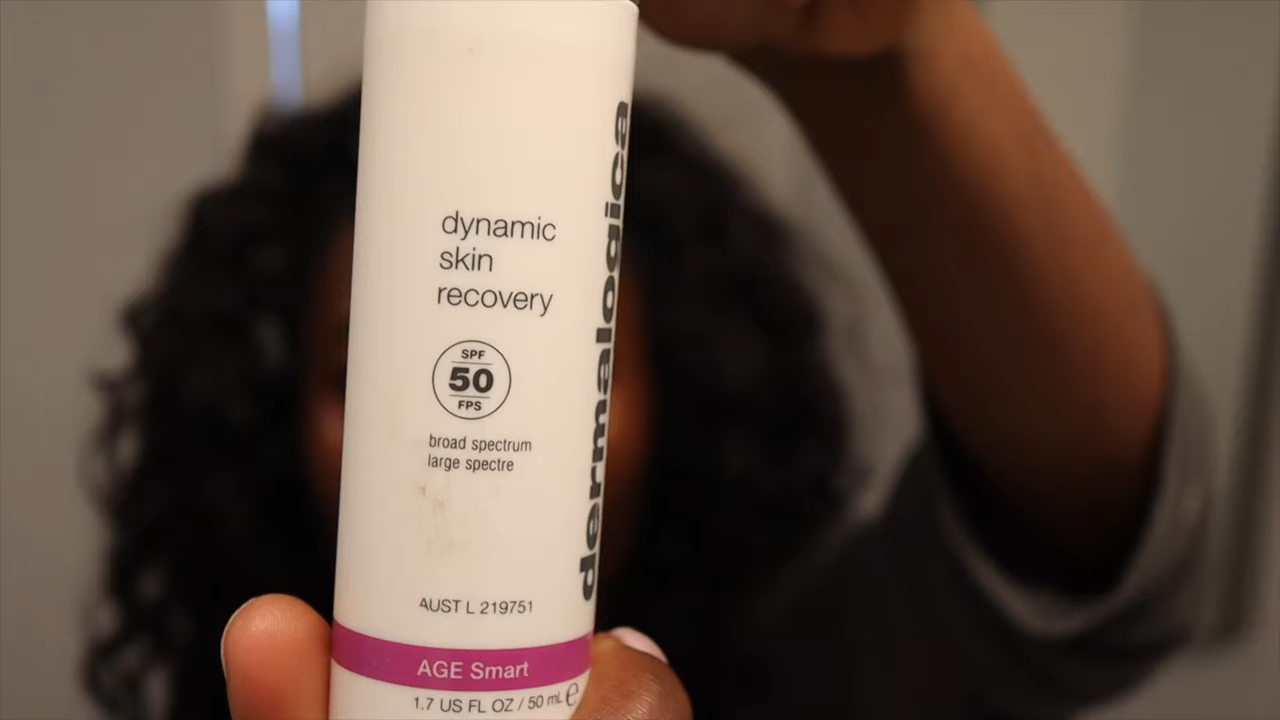 dynamic
skin
recovery
SPF
50
FPS
broad spectrum
large spectre
dermalogica
AUST L 219751
AGE Smart
1.7 US FL OZ / 50 mL ℮